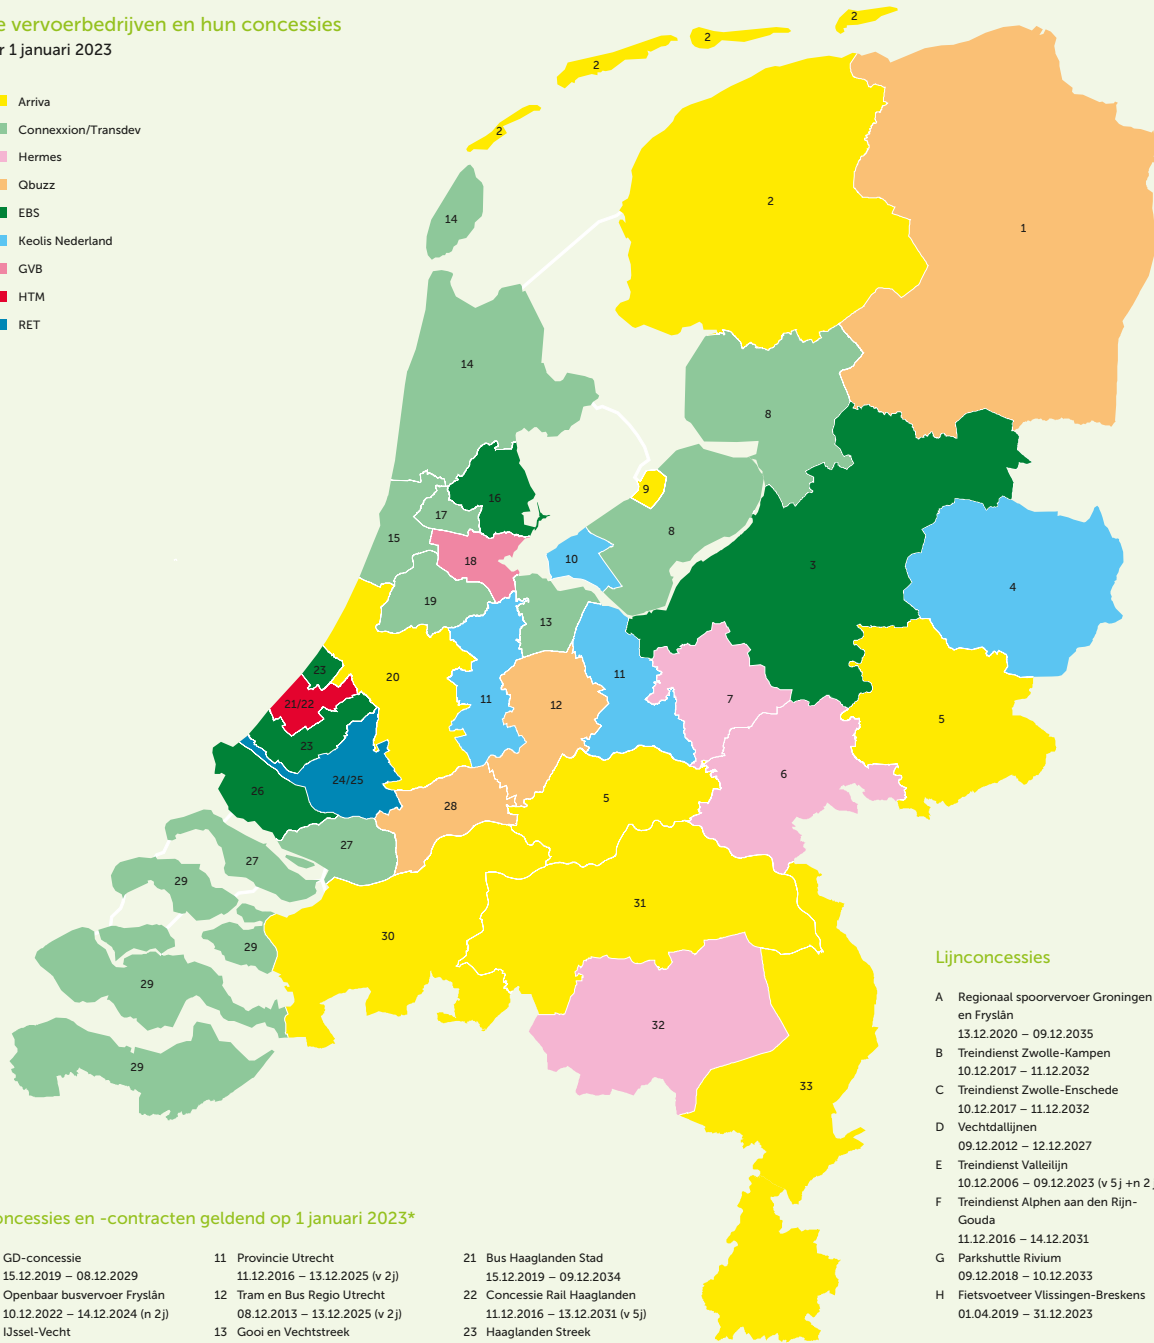 e vervoerbedrijven en hun concessies
r 1 januari 2023
Arriva
Connexxion/Transdev
Hermes
Qbuzz
EBS
Keolis Nederland
GVB
HTM
RET
2
2
2
2
14
2
1
14
8
9
16
17
15
8
18
10
3
4
19
13
23
20
11
11
21/22
12
7
5
23
24/25
6
26
28
5
27
27
29
31
30
29
29
32
29
33
Lijnconcessies
A Regionaal spoorvervoer Groningen
en Fryslân
13.12.2020 – 09.12.2035
B Treindienst Zwolle-Kampen
10.12.2017 – 11.12.2032
C Treindienst Zwolle-Enschede
10.12.2017 – 11.12.2032
D Vechtdallijnen
09.12.2012 – 12.12.2027
E Treindienst Valleilijn
10.12.2006 – 09.12.2023 (v 5 j +n 2 j
F Treindienst Alphen aan den Rijn-
Gouda
11.12.2016 – 14.12.2031
G Parkshuttle Rivium
09.12.2018 – 10.12.2033
H Fietsvoetveer Vlissingen-Breskens
01.04.2019 – 31.12.2023
oncessies en -contracten geldend op 1 januari 2023*
GD-concessie
15.12.2019 – 08.12.2029
Openbaar busvervoer Fryslân
10.12.2022 – 14.12.2024 (n 2j)
IJssel-Vecht
11 Provincie Utrecht
11.12.2016 – 13.12.2025 (v 2j)
12 Tram en Bus Regio Utrecht
08.12.2013 – 13.12.2025 (v 2j)
13 Gooi en Vechtstreek
21 Bus Haaglanden Stad
15.12.2019 – 09.12.2034
22 Concessie Rail Haaglanden
11.12.2016 – 13.12.2031 (v 5j)
23 Haaglanden Streek